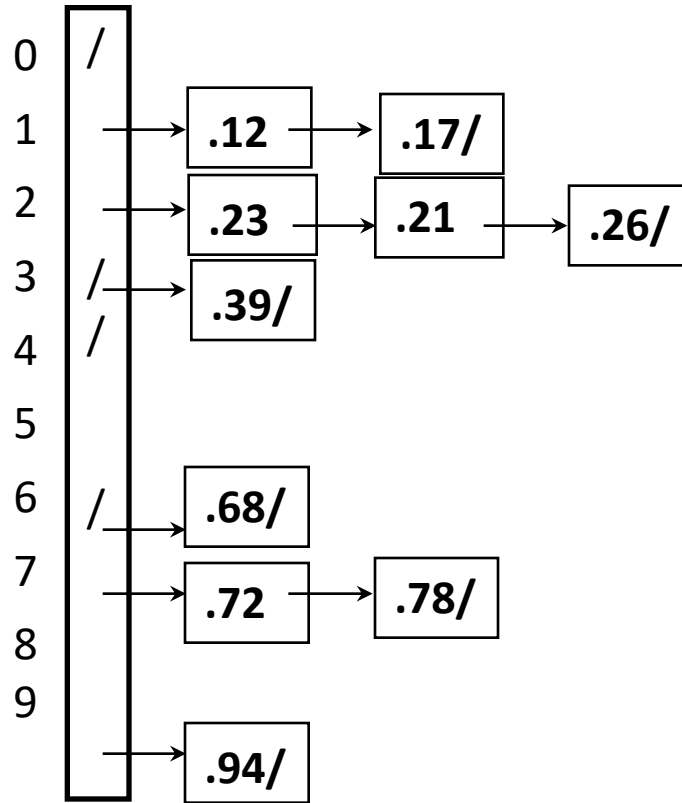 0 /
1 .12 .17/
2 .23 .21 .26/
3 / .39/
4 /
5
6 / .68/
7 .72 .78/
8
9
.94/